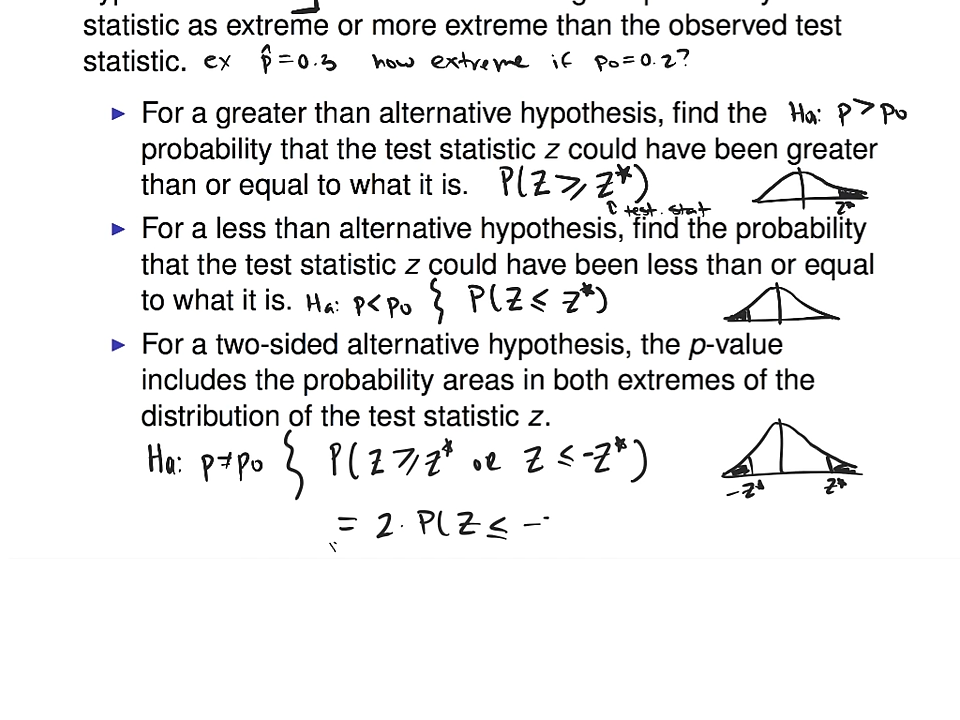 statistic as extreme or more extreme than the observed test
statistic. ex p̂=0.3 how extreme if p0=0.2?
► For a greater than alternative hypothesis, find the Ha: p>p0
probability that the test statistic z could have been greater
than or equal to what it is. P(Z ⩾ z*)
test stat z*
► For a less than alternative hypothesis, find the probability
that the test statistic z could have been less than or equal
to what it is. Ha: p<p0 { P(Z ≤ z*)
► For a two-sided alternative hypothesis, the p-value
includes the probability areas in both extremes of the
distribution of the test statistic z.
Ha: p≠p0 { P(Z ⩾ z* or Z ≤ -z*)
-z* z*
= 2· P(Z ≤ -